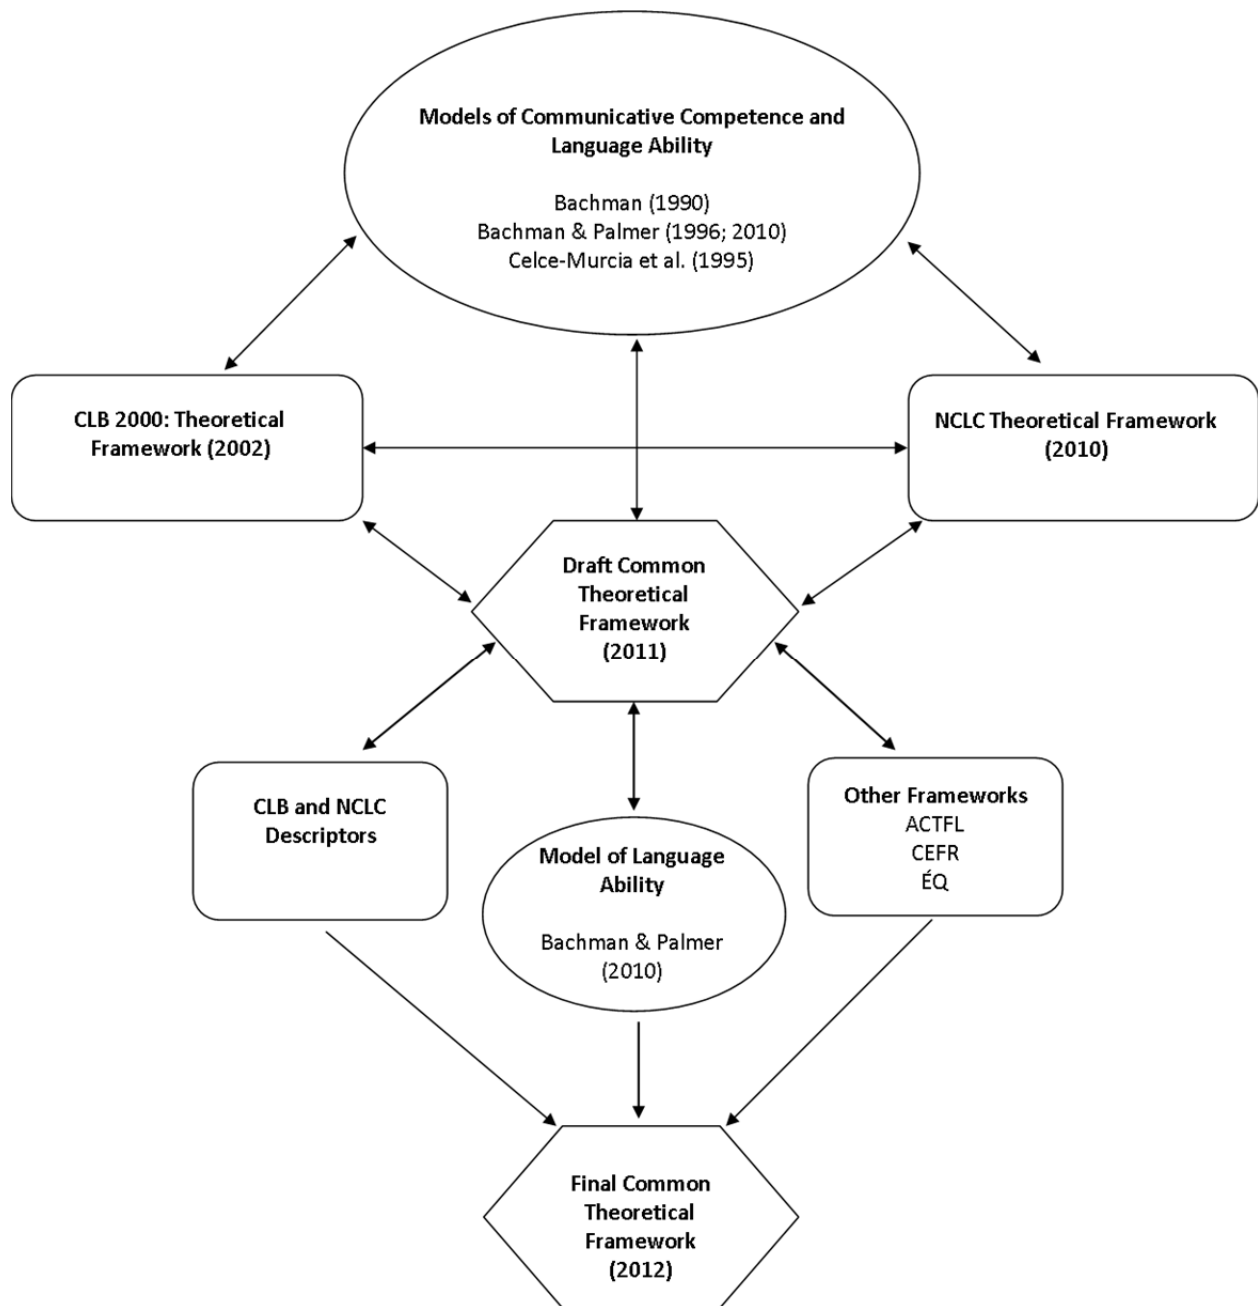 Models of Communicative Competence and
Language Ability
Bachman (1990)
Bachman & Palmer (1996; 2010)
Celce-Murcia et al. (1995)
CLB 2000: Theoretical
Framework (2002)
NCLC Theoretical Framework
(2010)
Draft Common
Theoretical
Framework
(2011)
CLB and NCLC
Descriptors
Model of Language
Ability
Bachman & Palmer
(2010)
Other Frameworks
ACTFL
CEFR
ÉQ
Final Common
Theoretical
Framework
(2012)